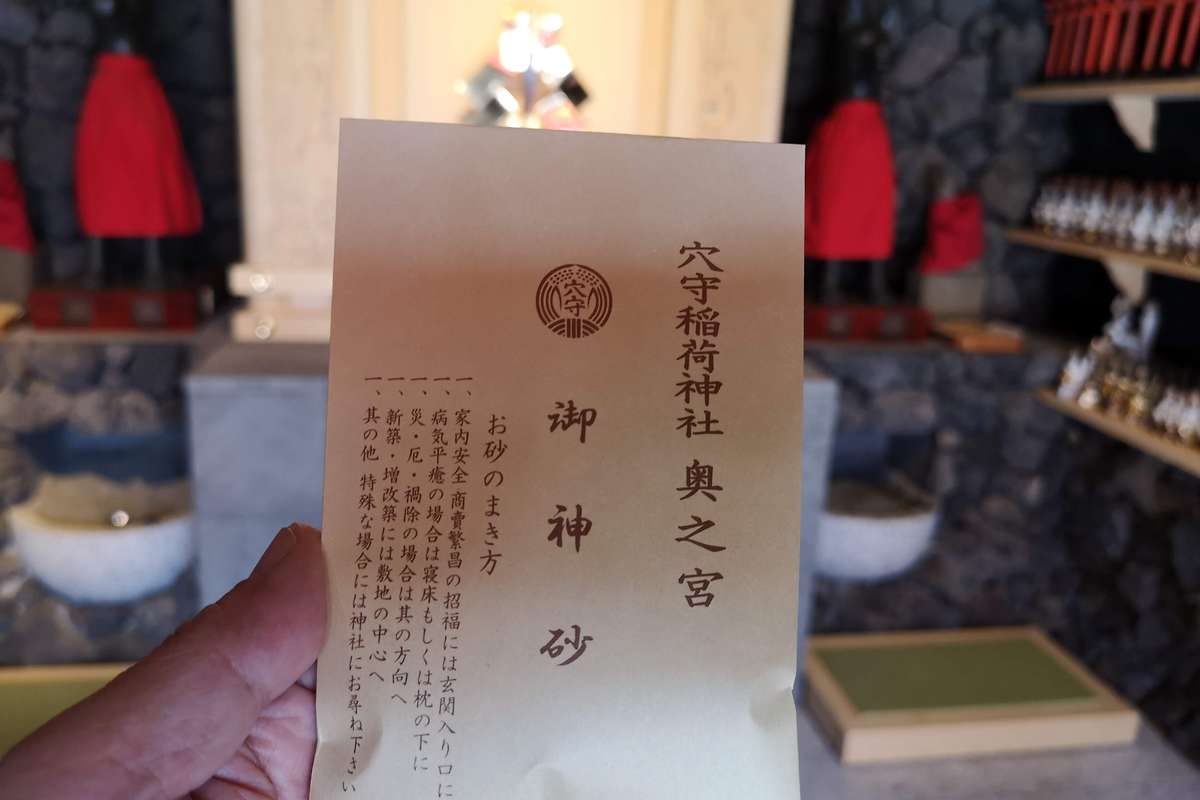 穴守稲荷神社 奥之宮
穴守
御神砂
お砂のまき方
一、家内安全 商賣繁昌の招福には玄関入り口に
一、病気平癒の場合は寝床もしくは枕の下に
一、災・厄・禍除の場合は其の方向へ
一、新築・増改築には敷地の中心へ
一、其の他 特殊な場合には神社にお尋ね下さい